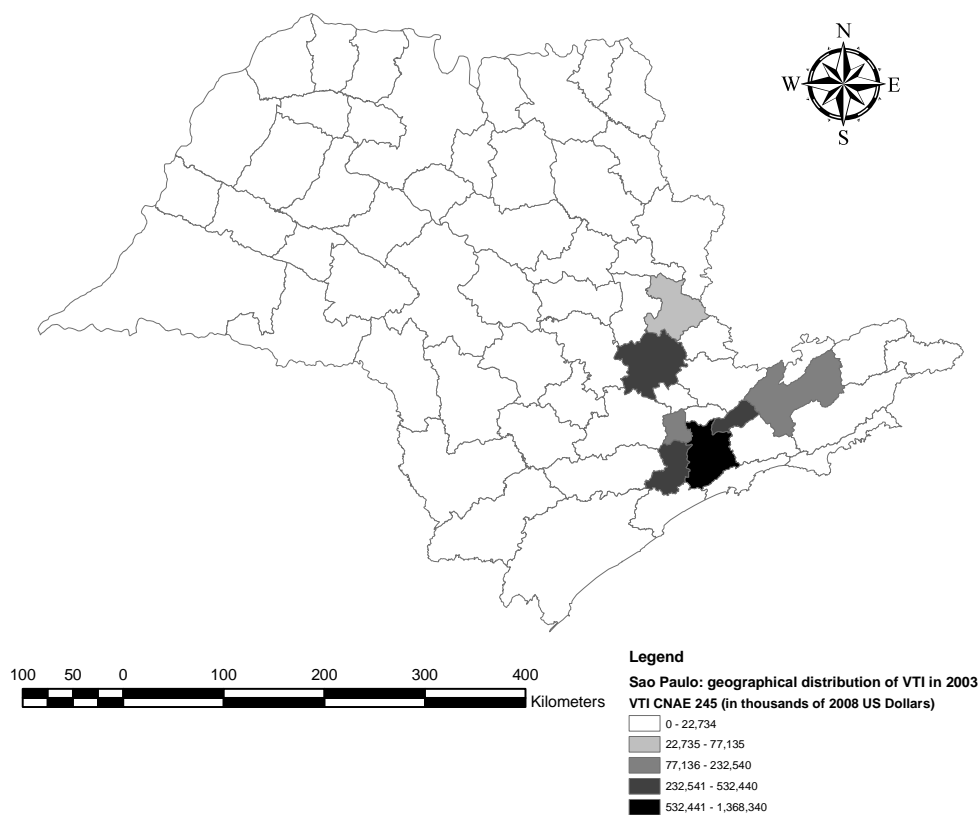 N
W E
S
100 50 0 100 200 300 400
Kilometers
Legend
Sao Paulo: geographical distribution of VTI in 2003
VTI CNAE 245 (in thousands of 2008 US Dollars)
0 - 22,734
22,735 - 77,135
77,136 - 232,540
232,541 - 532,440
532,441 - 1,368,340